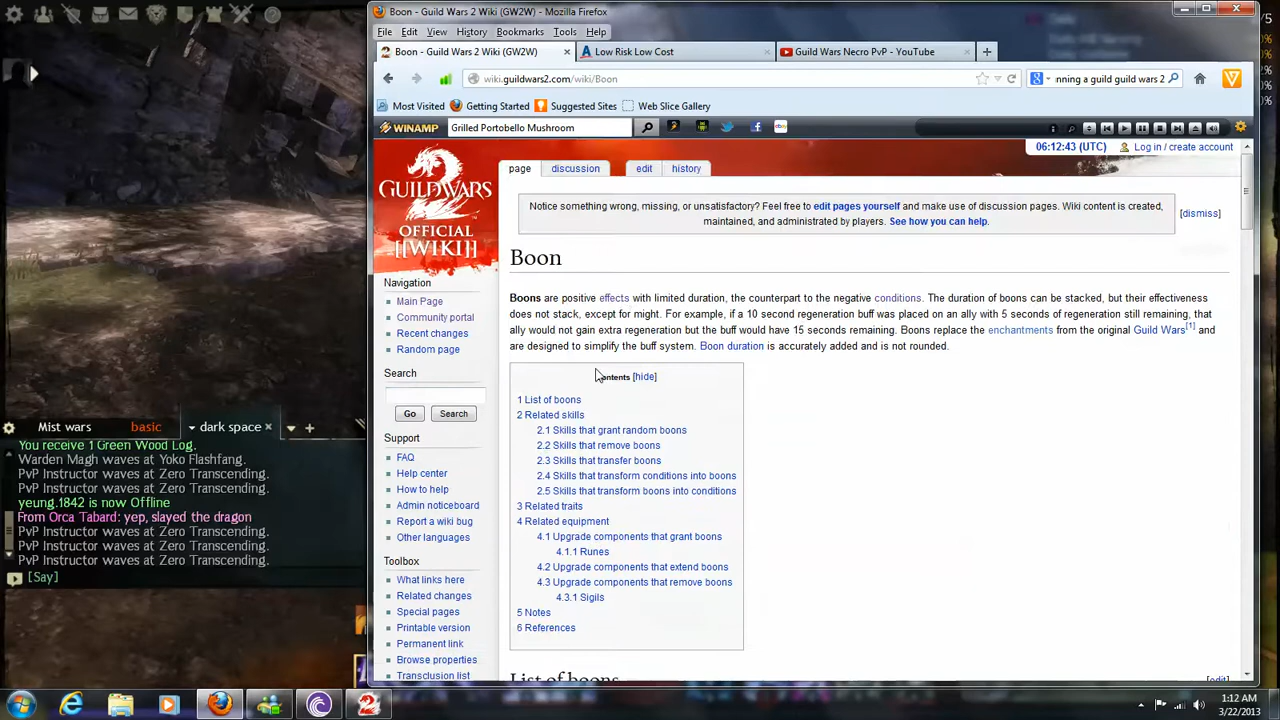 Boon - Guild Wars 2 Wiki (GW2W) - Mozilla Firefox
File Edit View History Bookmarks Tools Help
Boon - Guild Wars 2 Wiki (GW2W) × Low Risk Low Cost × Guild Wars Necro PvP - YouTube × +
wiki.guildwars2.com/wiki/Boon nning a guild guild wars 2
Most Visited Getting Started Suggested Sites Web Slice Gallery
WINAMP Grilled Portobello Mushroom
06:12:43 (UTC) Log in / create account
page discussion edit history
GUILD WARS
2
OFFICIAL
[[WIKI]]
Notice something wrong, missing, or unsatisfactory? Feel free to edit pages yourself and make use of discussion pages. Wiki content is created,
maintained, and administrated by players. See how you can help.
[dismiss]
Boon
Boons are positive effects with limited duration, the counterpart to the negative conditions. The duration of boons can be stacked, but their effectiveness
does not stack, except for might. For example, if a 10 second regeneration buff was placed on an ally with 5 seconds of regeneration still remaining, that
ally would not gain extra regeneration but the buff would have 15 seconds remaining. Boons replace the enchantments from the original Guild Wars[1] and
are designed to simplify the buff system. Boon duration is accurately added and is not rounded.
[hide]
1 List of boons
2 Related skills
2.1 Skills that grant random boons
2.2 Skills that remove boons
2.3 Skills that transfer boons
2.4 Skills that transform conditions into boons
2.5 Skills that transform boons into conditions
3 Related traits
4 Related equipment
4.1 Upgrade components that grant boons
4.1.1 Runes
4.2 Upgrade components that extend boons
4.3 Upgrade components that remove boons
4.3.1 Sigils
5 Notes
6 References
List of boons
[edit]
Navigation
Main Page
Community portal
Recent changes
Random page
Search
Go Search
Support
FAQ
Help center
How to help
Admin noticeboard
Report a wiki bug
Other languages
Toolbox
What links here
Related changes
Special pages
Printable version
Permanent link
Browse properties
Transclusion list
Mist wars basic dark space × +
You receive 1 Green Wood Log.
Warden Magh waves at Yoko Flashfang.
PvP Instructor waves at Zero Transcending.
PvP Instructor waves at Zero Transcending.
yeung.1842 is now Offline
From Orca Tabard: yep, slayed the dragon
PvP Instructor waves at Zero Transcending.
PvP Instructor waves at Zero Transcending.
PvP Instructor waves at Zero Transcending.
[Say]
1:12 AM
3/22/2013